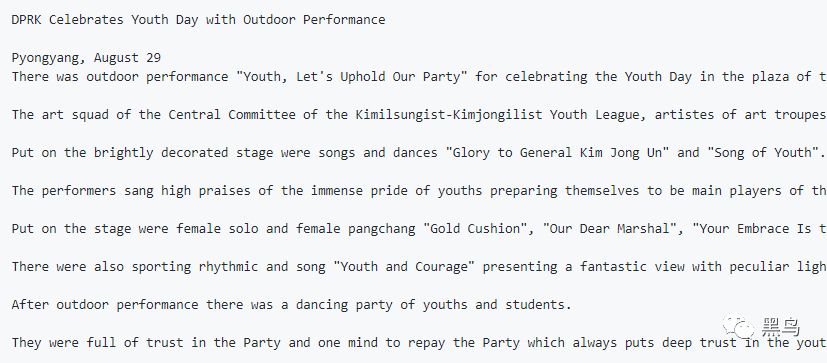 DPRK Celebrates Youth Day with Outdoor Performance
Pyongyang, August 29
There was outdoor performance "Youth, Let's Uphold Our Party" for celebrating the Youth Day in the plaza of t
The art squad of the Central Committee of the Kimilsungist-Kimjongilist Youth League, artistes of art troupes
Put on the brightly decorated stage were songs and dances "Glory to General Kim Jong Un" and "Song of Youth".
The performers sang high praises of the immense pride of youths preparing themselves to be main players of th
Put on the stage were female solo and female pangchang "Gold Cushion", "Our Dear Marshal", "Your Embrace Is t
There were also sporting rhythmic and song "Youth and Courage" presenting a fantastic view with peculiar ligh
After outdoor performance there was a dancing party of youths and students.
黑鸟
They were full of trust in the Party and one mind to repay the Party which always puts deep trust in the yout